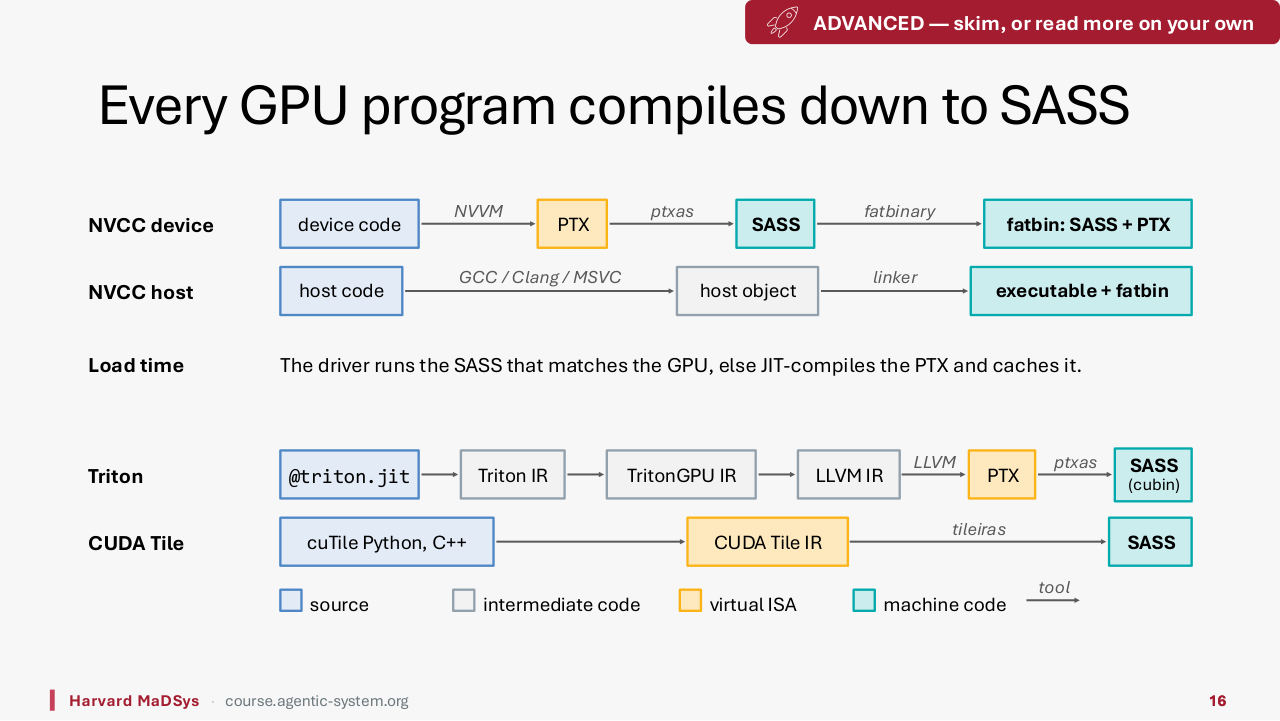 ADVANCED — skim, or read more on your own
Every GPU program compiles down to SASS
NVCC device
device code
NVVM
PTX
ptxas
SASS
fatbinary
fatbin: SASS + PTX
NVCC host
host code
GCC / Clang / MSVC
host object
linker
executable + fatbin
Load time
The driver runs the SASS that matches the GPU, else JIT-compiles the PTX and caches it.
Triton
@triton.jit
Triton IR
TritonGPU IR
LLVM IR
LLVM
PTX
ptxas
SASS
(cubin)
CUDA Tile
cuTile Python, C++
CUDA Tile IR
tileiras
SASS
source
intermediate code
virtual ISA
machine code
tool
Harvard MaDSys · course.agentic-system.org
16